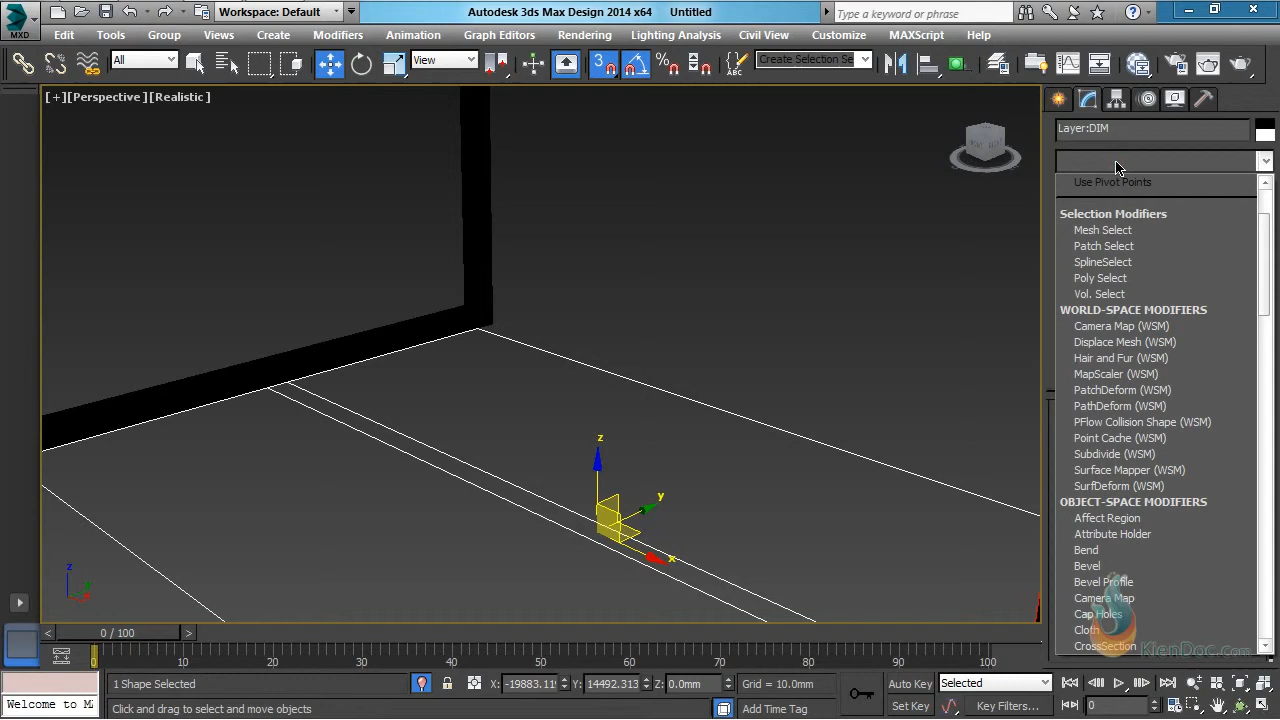 MXD
Workspace: Default
Autodesk 3ds Max Design 2014 x64 Untitled
Type a keyword or phrase
Edit Tools Group Views Create Modifiers Animation Graph Editors Rendering Lighting Analysis Civil View Customize MAXScript Help
All
View
3
Create Selection Se
[+][Perspective][Realistic]
Layer:DIM
Use Pivot Points
Selection Modifiers
Mesh Select
Patch Select
SplineSelect
Poly Select
Vol. Select
WORLD-SPACE MODIFIERS
Camera Map (WSM)
Displace Mesh (WSM)
Hair and Fur (WSM)
MapScaler (WSM)
PatchDeform (WSM)
PathDeform (WSM)
PFlow Collision Shape (WSM)
Point Cache (WSM)
Subdivide (WSM)
Surface Mapper (WSM)
SurfDeform (WSM)
OBJECT-SPACE MODIFIERS
Affect Region
Attribute Holder
Bend
Bevel
Bevel Profile
Camera Map
Cap Holes
Cloth
CrossSection
KienDoc.com
z
y
x
z
0 / 100
0 10 20 30 40 50 60 70 80 90 100
1 Shape Selected
X: -19883.11
Y: 14492.313
Z: 0.0mm
Grid = 10.0mm
Auto Key
Selected
Welcome to M
Click and drag to select and move objects
Add Time Tag
Set Key
Key Filters...
0